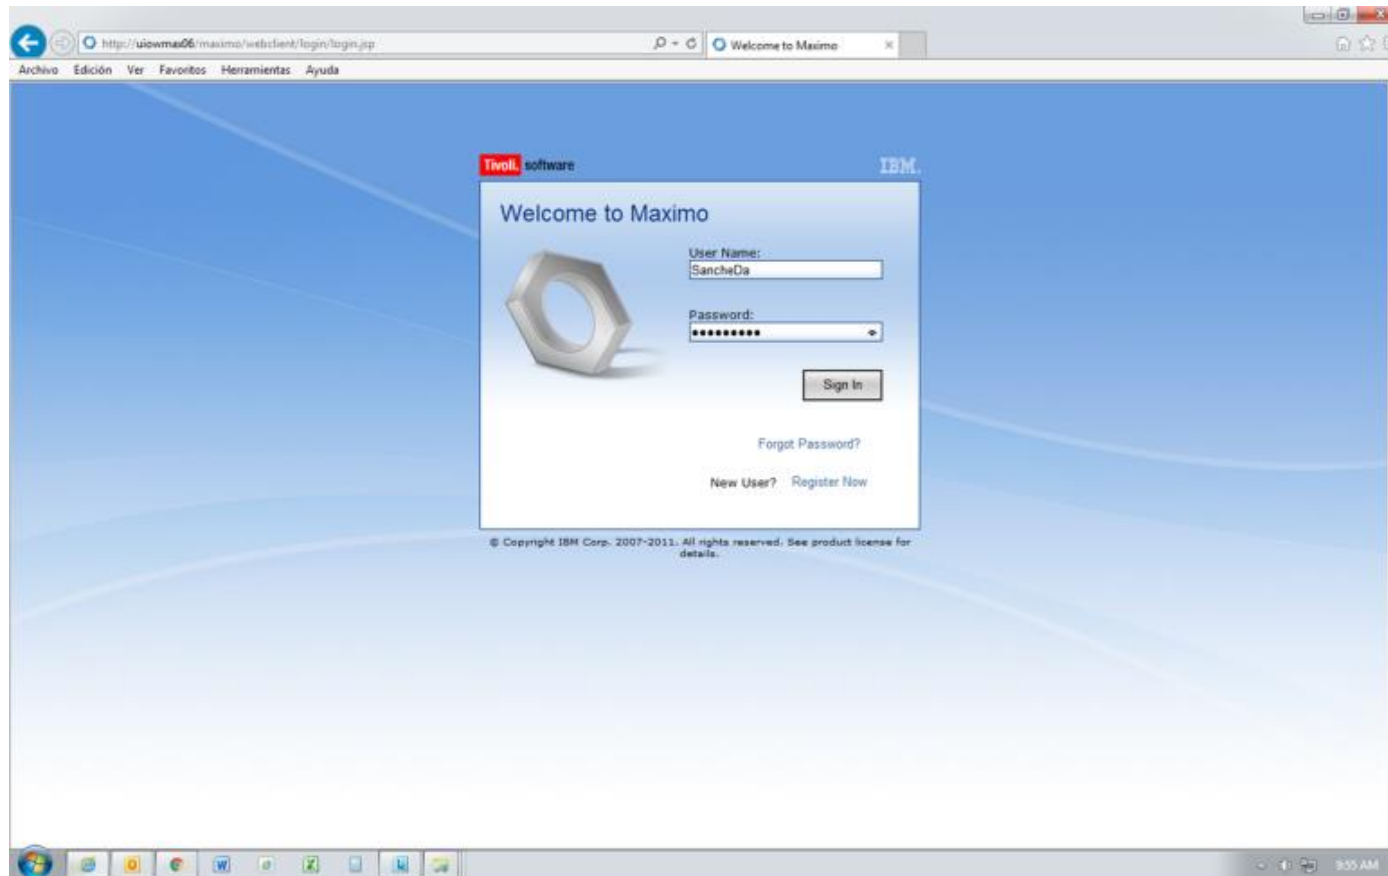 http://uiowmas06/maximo/webclient/login/login.jsp
Welcome to Maximo
Archivo Edición Ver Favoritos Herramientas Ayuda
Tivoli. software IBM.
Welcome to Maximo
User Name:
SancheDa
Password:
•••••••••
Sign In
Forgot Password?
New User? Register Now
© Copyright IBM Corp. 2007-2011. All rights reserved. See product license for
details.
9:55 AM